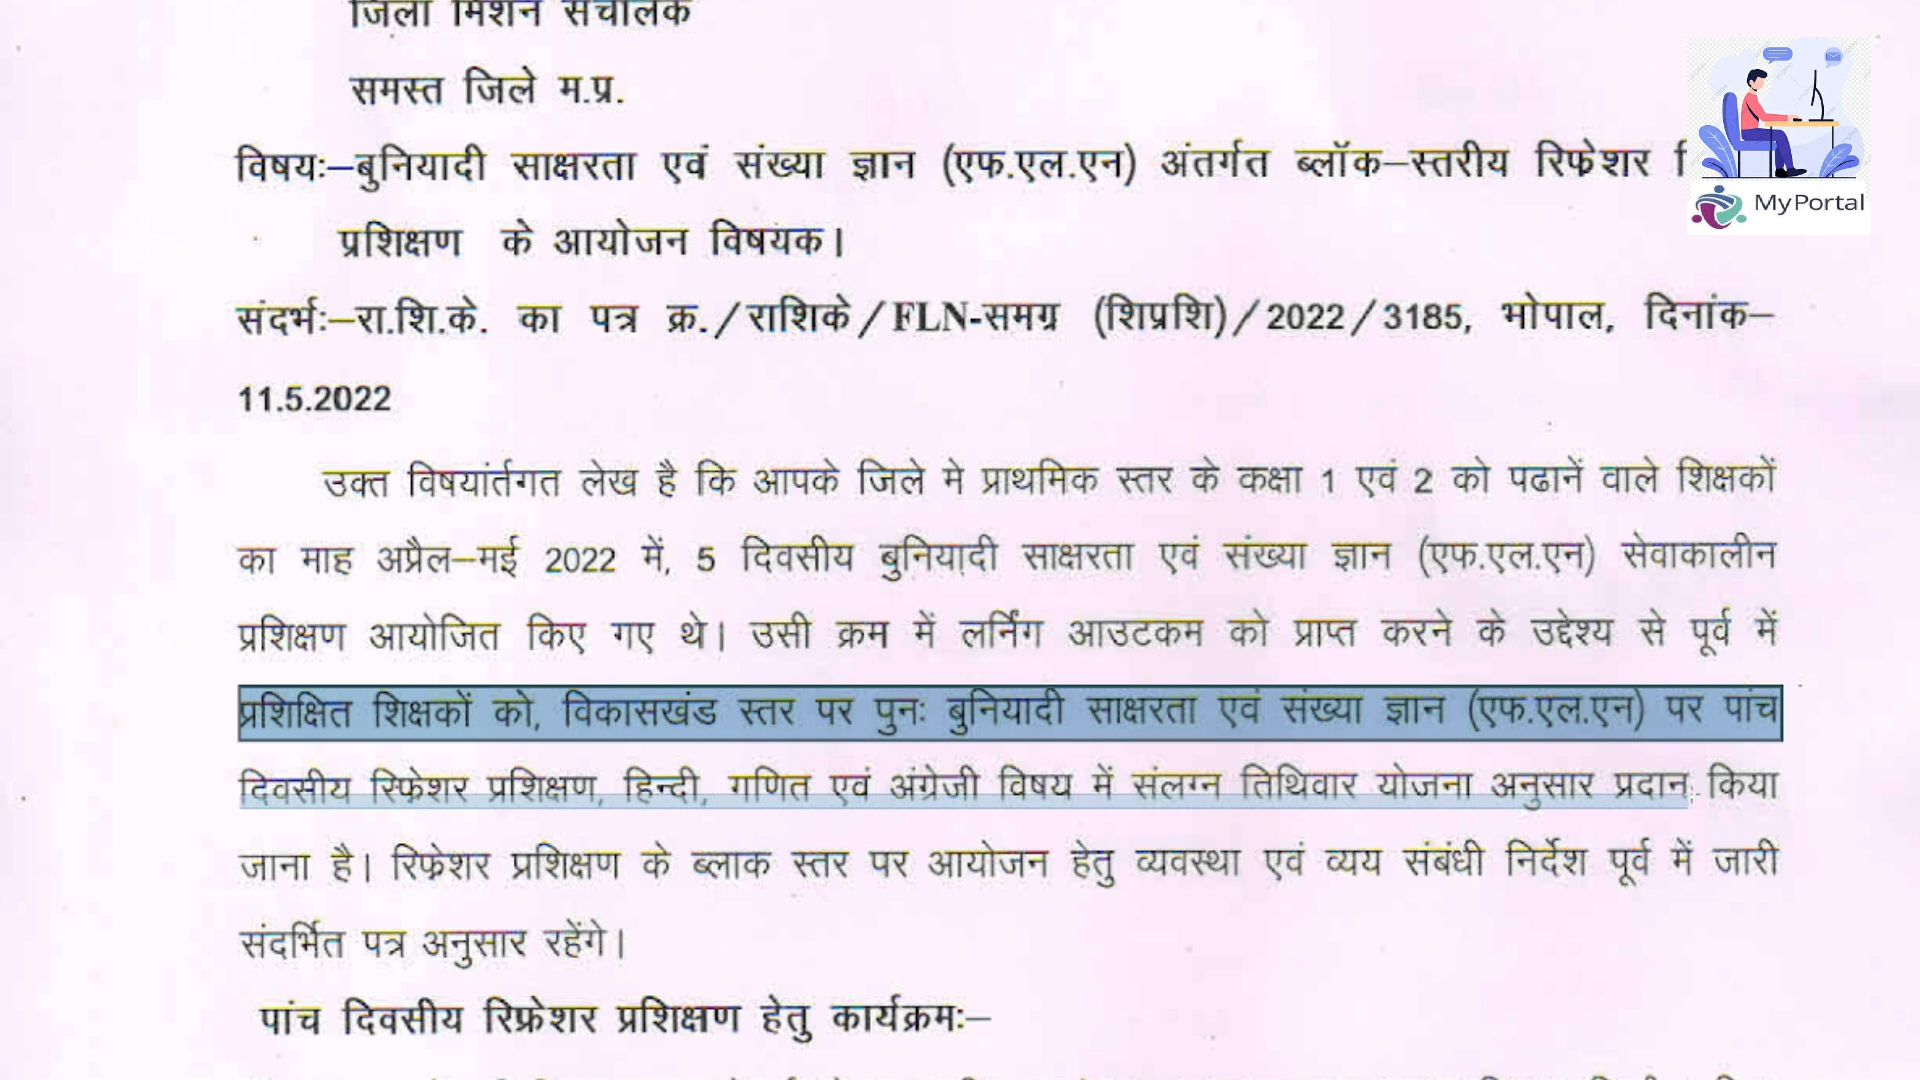 जिला मिशन संचालक
समस्त जिले म.प्र.
विषयः–बुनियादी साक्षरता एवं संख्या ज्ञान (एफ.एल.एन) अंतर्गत ब्लॉक–स्तरीय रिफेशर
प्रशिक्षण के आयोजन विषयक।
संदर्भः–रा.शि.के. का पत्र क्र./राशिके/FLN-समग्र (शिप्रशि)/2022/3185, भोपाल, दिनांक–
11.5.2022
उक्त विषयांर्तगत लेख है कि आपके जिले मे प्राथमिक स्तर के कक्षा 1 एवं 2 को पढानें वाले शिक्षकों
का माह अप्रैल–मई 2022 में, 5 दिवसीय बुनियादी साक्षरता एवं संख्या ज्ञान (एफ.एल.एन) सेवाकालीन
प्रशिक्षण आयोजित किए गए थे। उसी क्रम में लर्निंग आउटकम को प्राप्त करने के उद्देश्य से पूर्व में
प्रशिक्षित शिक्षकों को, विकासखंड स्तर पर पुनः बुनियादी साक्षरता एवं संख्या ज्ञान (एफ.एल.एन) पर पांच
दिवसीय रिफ्रेशर प्रशिक्षण, हिन्दी, गणित एवं अंग्रेजी विषय में संलग्न तिथिवार योजना अनुसार प्रदान किया
जाना है। रिफ्रेशर प्रशिक्षण के ब्लाक स्तर पर आयोजन हेतु व्यवस्था एवं व्यय संबंधी निर्देश पूर्व में जारी
संदर्भित पत्र अनुसार रहेंगे।
पांच दिवसीय रिफ्रेशर प्रशिक्षण हेतु कार्यक्रमः–
MyPortal